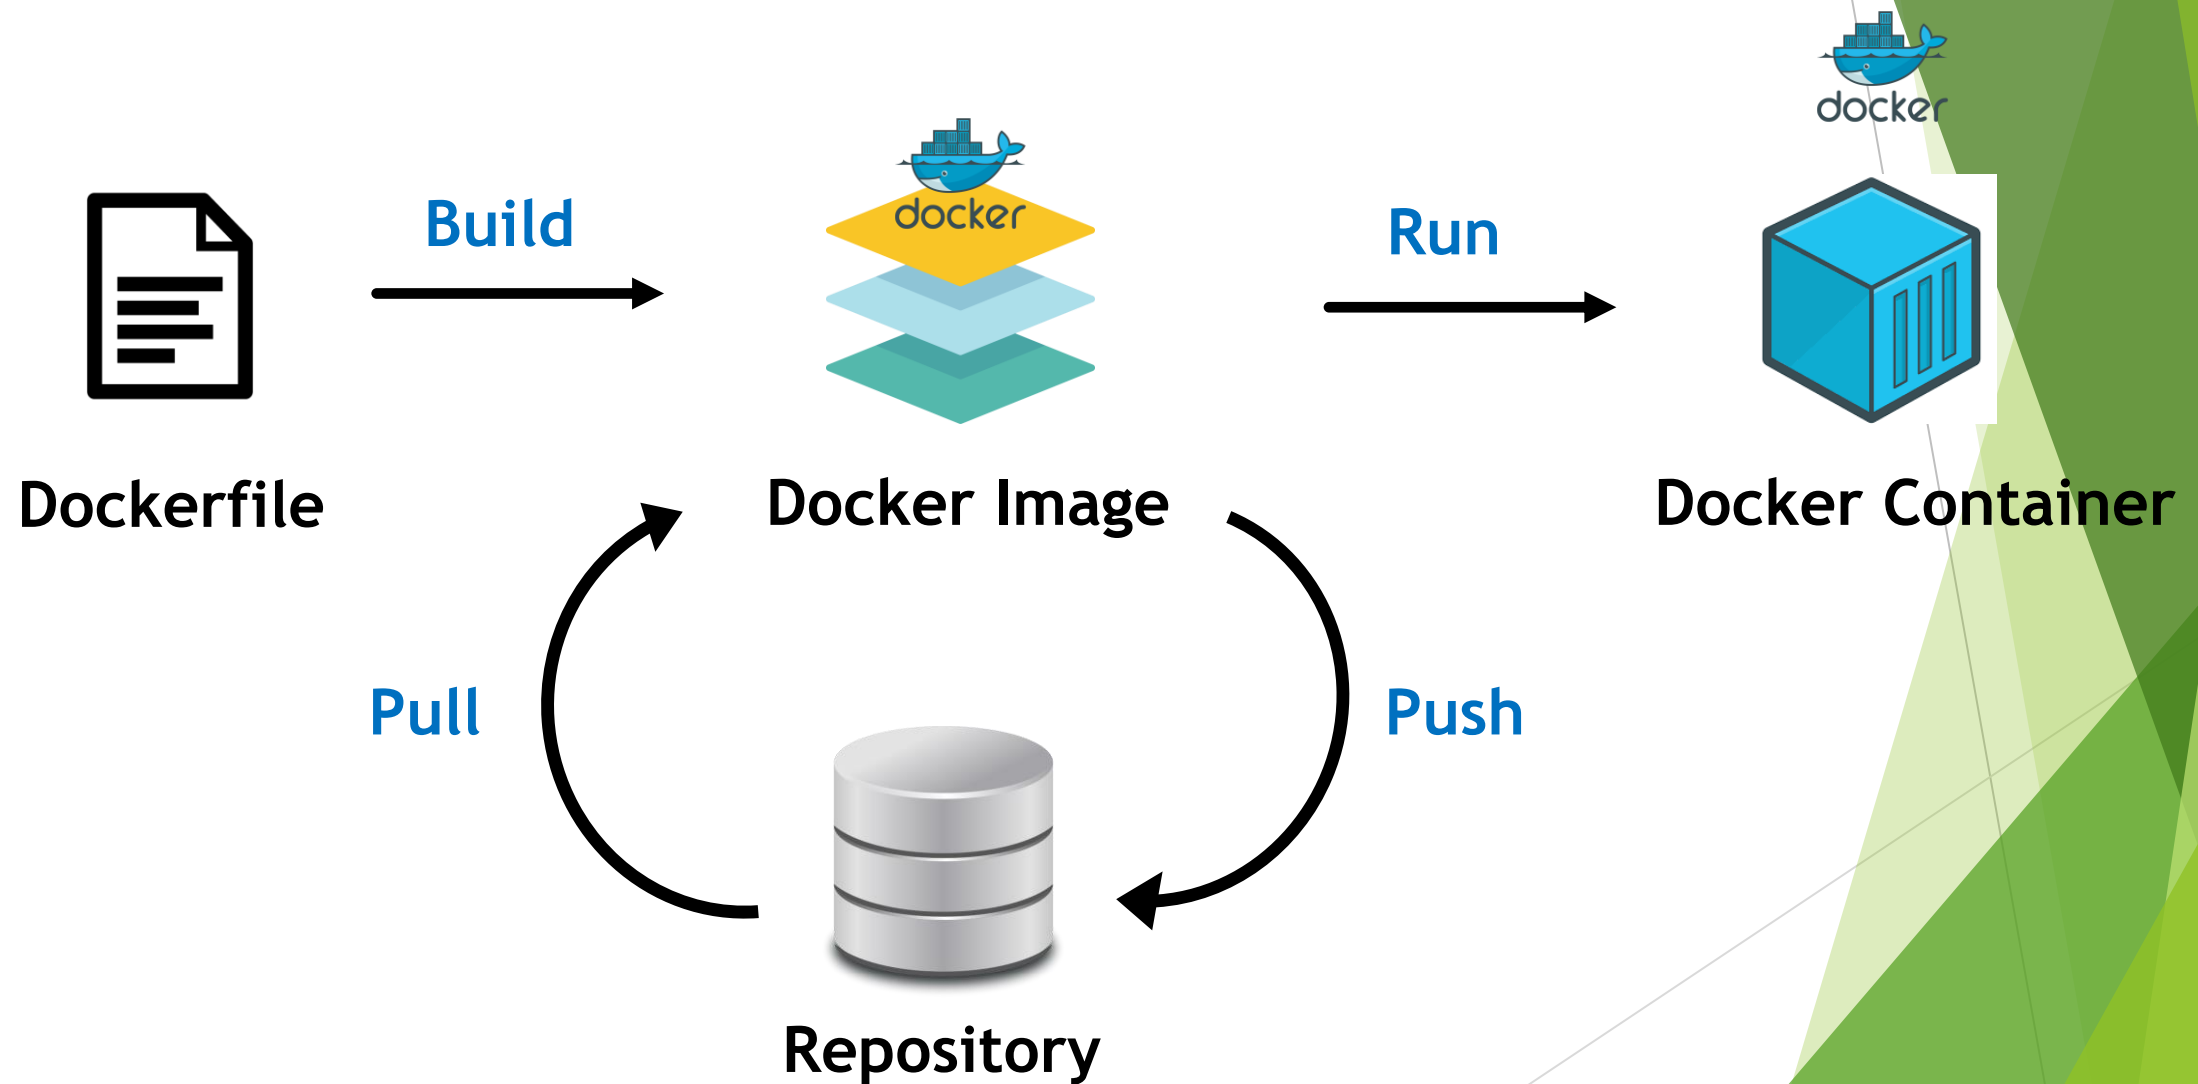 docker
docker
Build
Run
Dockerfile
Docker Image
Docker Container
Pull
Push
Repository